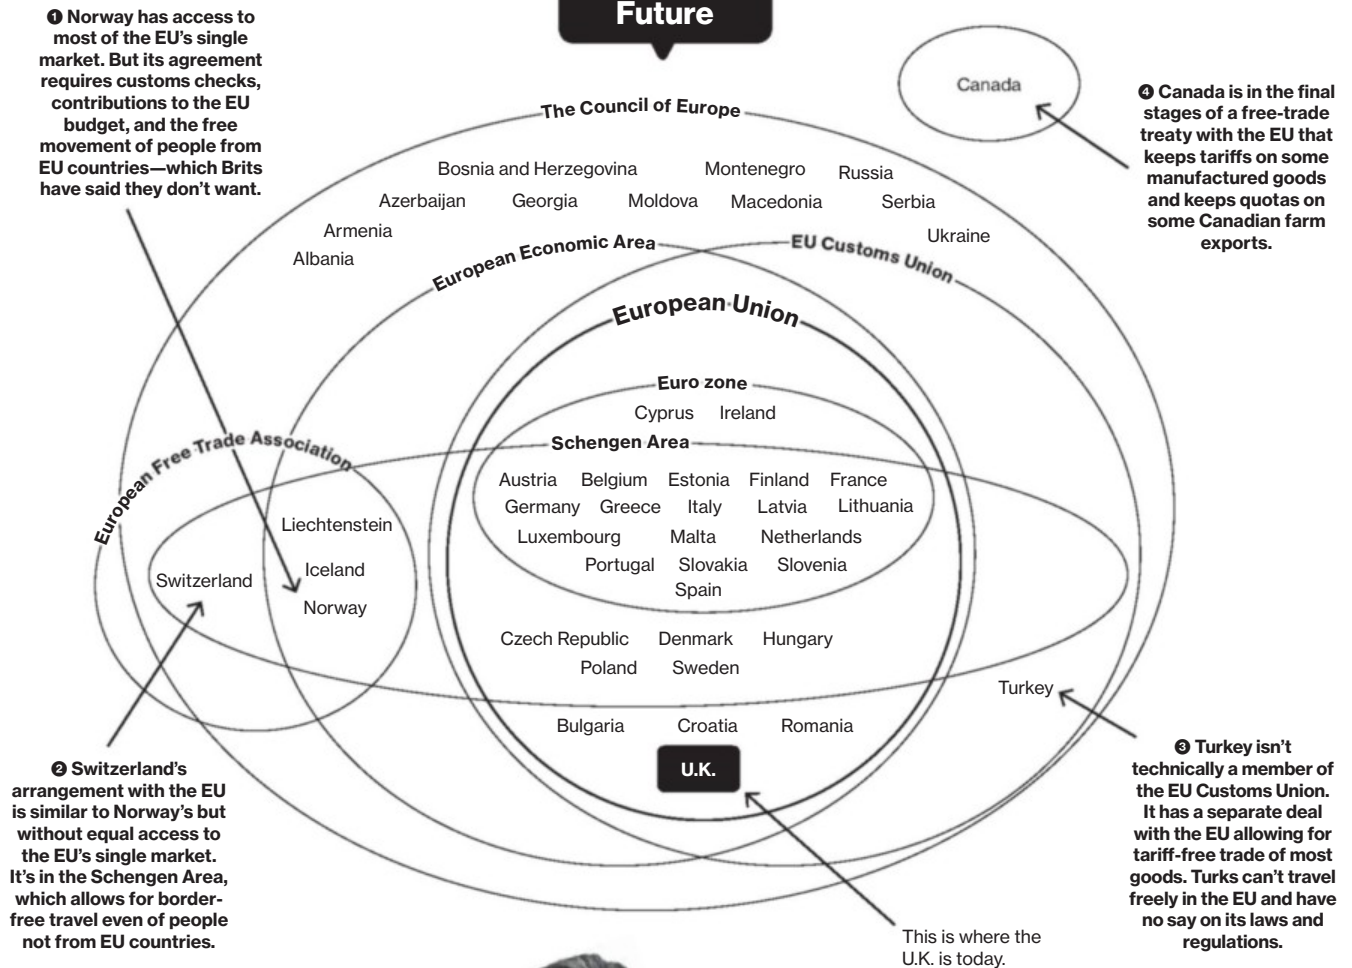 Future
❶ Norway has access to
most of the EU's single
market. But its agreement
requires customs checks,
contributions to the EU
budget, and the free
movement of people from
EU countries—which Brits
have said they don't want.
Canada
❹ Canada is in the final
stages of a free-trade
treaty with the EU that
keeps tariffs on some
manufactured goods
and keeps quotas on
some Canadian farm
exports.
The Council of Europe
Bosnia and Herzegovina Montenegro Russia
Azerbaijan Georgia Moldova Macedonia Serbia
Armenia Ukraine
Albania
European Economic Area
EU Customs Union
European Union
Euro zone
Cyprus Ireland
Schengen Area
European Free Trade Association
Austria Belgium Estonia Finland France
Germany Greece Italy Latvia Lithuania
Luxembourg Malta Netherlands
Portugal Slovakia Slovenia
Spain
Liechtenstein
Iceland
Switzerland
Norway
Czech Republic Denmark Hungary
Poland Sweden
Turkey
Bulgaria Croatia Romania
U.K.
❷ Switzerland's
arrangement with the EU
is similar to Norway's but
without equal access to
the EU's single market.
It's in the Schengen Area,
which allows for border-
free travel even of people
not from EU countries.
❸ Turkey isn't
technically a member of
the EU Customs Union.
It has a separate deal
with the EU allowing for
tariff-free trade of most
goods. Turks can't travel
freely in the EU and have
no say on its laws and
regulations.
This is where the
U.K. is today.